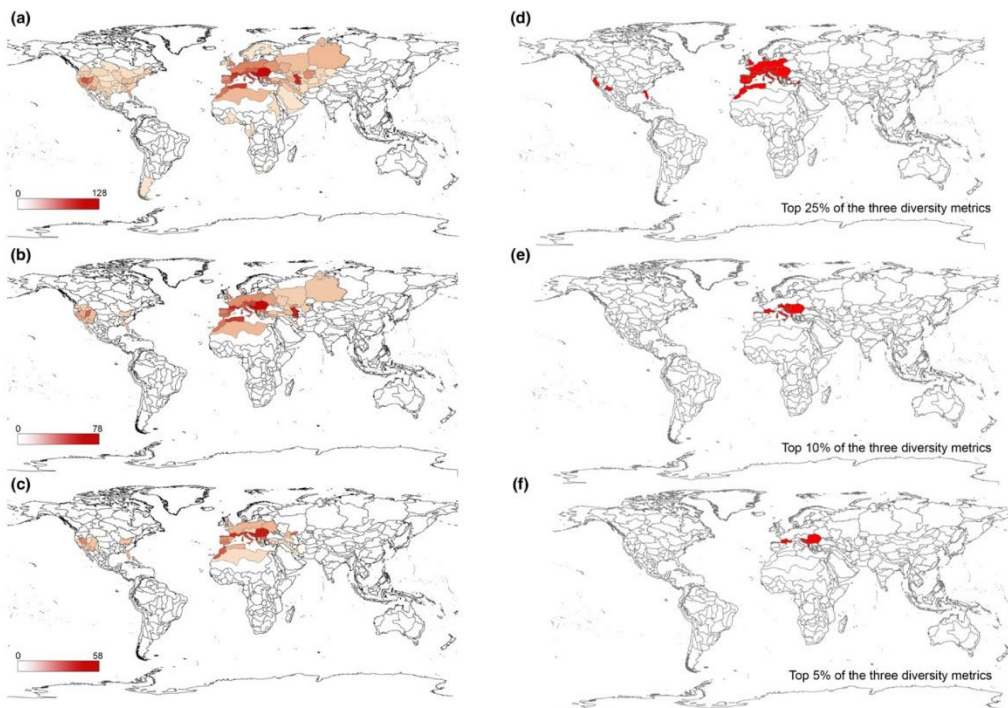 (a)
0 128
(d)
Top 25% of the three diversity metrics
(b)
0 78
(e)
Top 10% of the three diversity metrics
(c)
0 58
(f)
Top 5% of the three diversity metrics